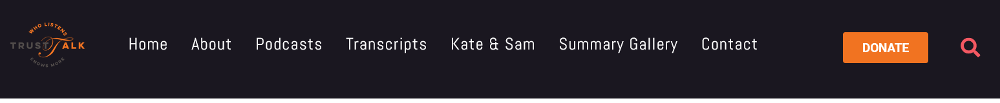 WHO LISTENS
TRUST TALK
KNOWS MORE
Home About Podcasts Transcripts Kate & Sam Summary Gallery Contact
DONATE